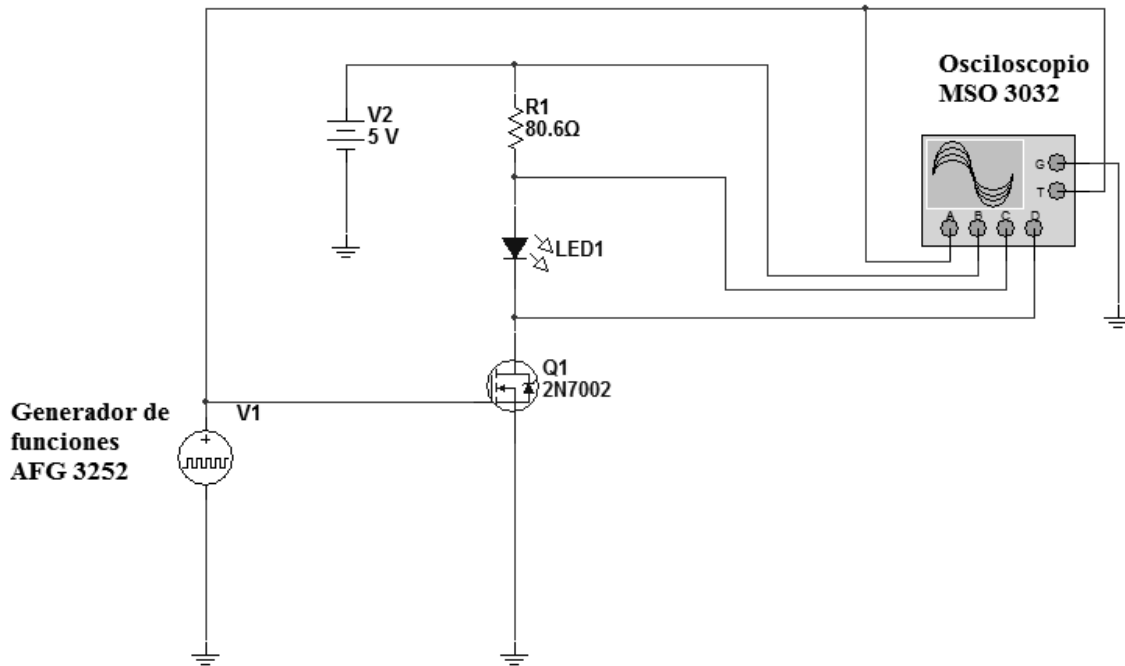 Osciloscopio
MSO 3032
V2
5 V
R1
80.6Ω
G
T
A B C D
LED1
Q1
2N7002
V1
Generador de
funciones
AFG 3252